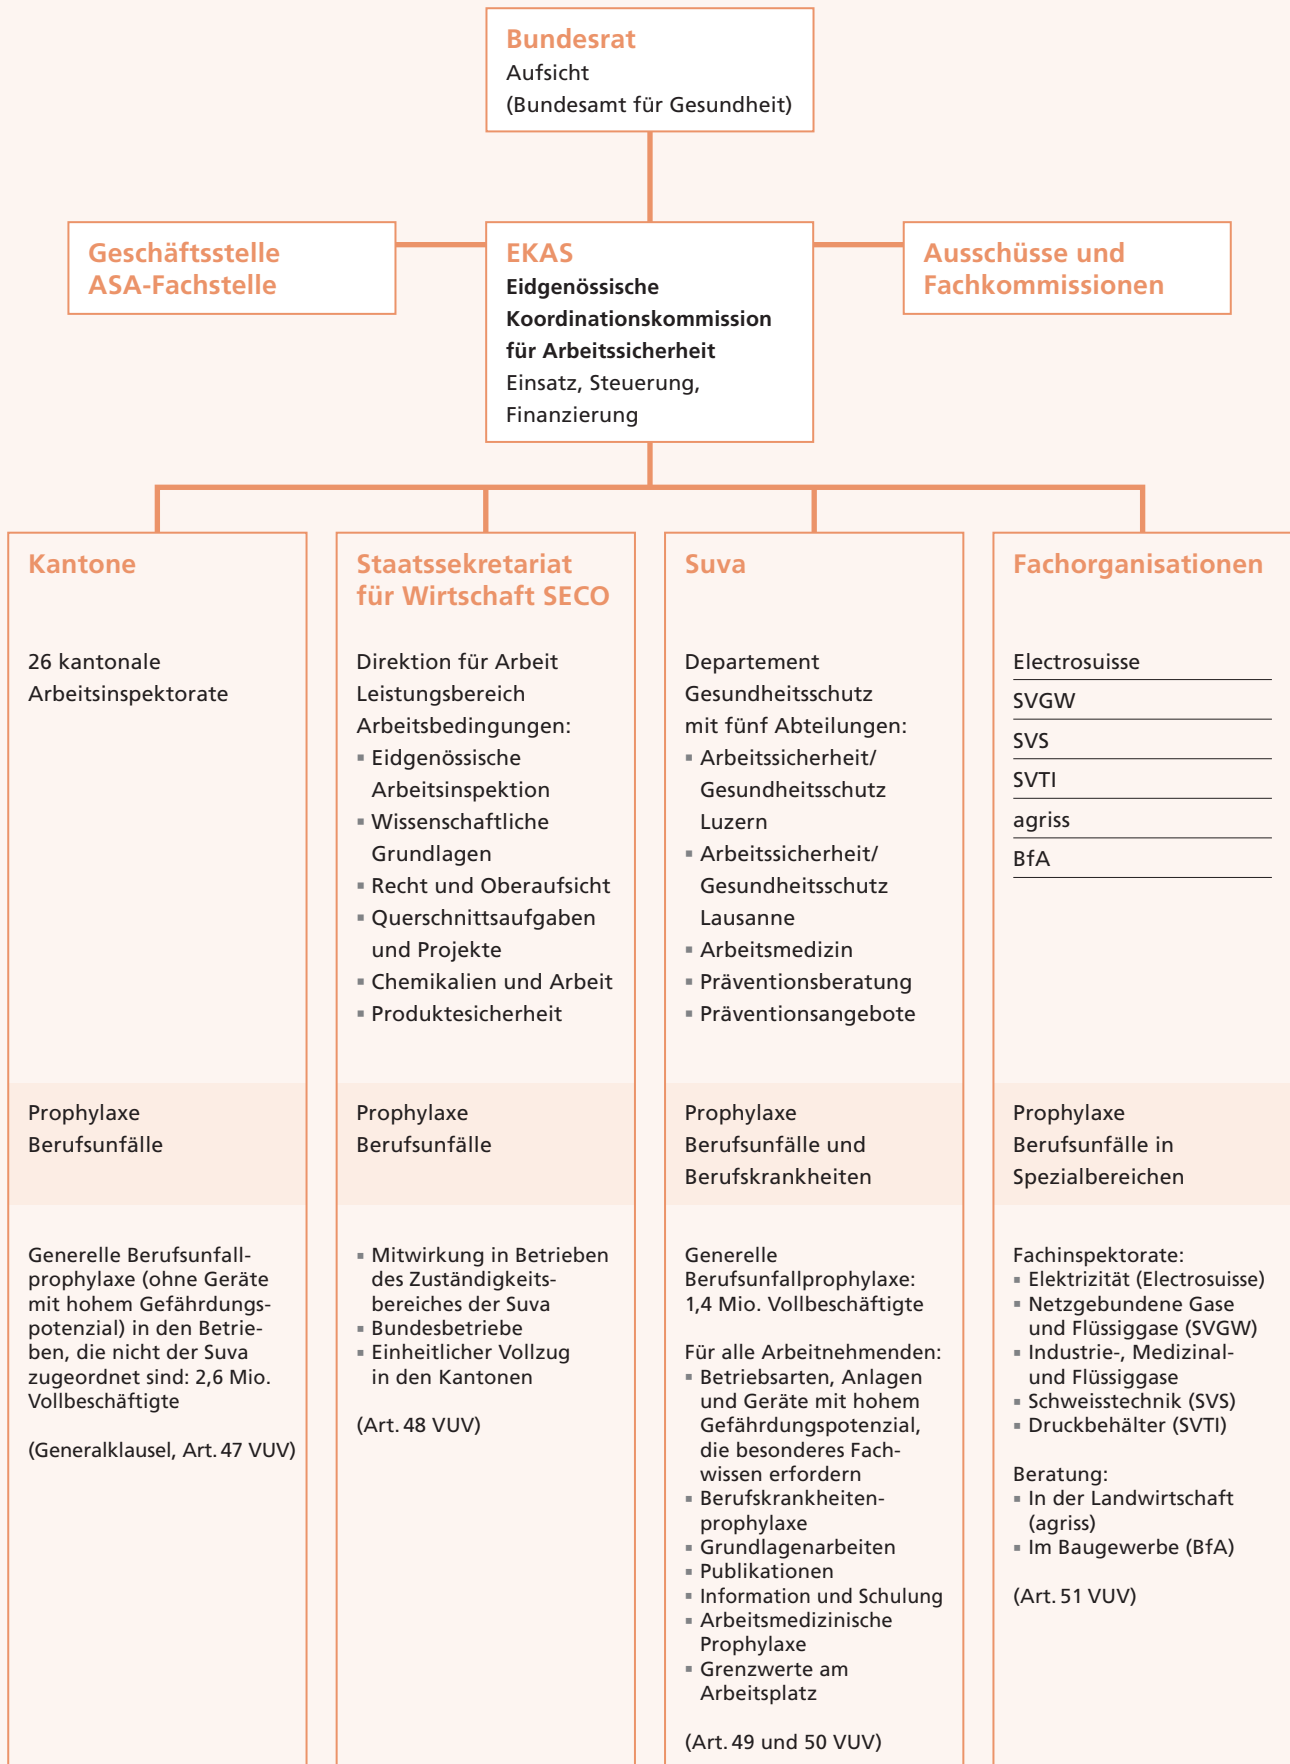 Bundesrat
Aufsicht
(Bundesamt für Gesundheit)
Geschäftsstelle
ASA-Fachstelle
EKAS
Eidgenössische
Koordinationskommission
für Arbeitssicherheit
Einsatz, Steuerung,
Finanzierung
Ausschüsse und
Fachkommissionen
Kantone
26 kantonale
Arbeitsinspektorate
Prophylaxe
Berufsunfälle
Generelle Berufsunfall-
prophylaxe (ohne Geräte
mit hohem Gefährdungs-
potenzial) in den Betrie-
ben, die nicht der Suva
zugeordnet sind: 2,6 Mio.
Vollbeschäftigte
(Generalklausel, Art. 47 VUV)
Staatssekretariat
für Wirtschaft SECO
Direktion für Arbeit
Leistungsbereich
Arbeitsbedingungen:
▪ Eidgenössische
Arbeitsinspektion
▪ Wissenschaftliche
Grundlagen
▪ Recht und Oberaufsicht
▪ Querschnittsaufgaben
und Projekte
▪ Chemikalien und Arbeit
▪ Produktesicherheit
Prophylaxe
Berufsunfälle
▪ Mitwirkung in Betrieben
des Zuständigkeits-
bereiches der Suva
▪ Bundesbetriebe
▪ Einheitlicher Vollzug
in den Kantonen
(Art. 48 VUV)
Suva
Departement
Gesundheitsschutz
mit fünf Abteilungen:
▪ Arbeitssicherheit/
Gesundheitsschutz
Luzern
▪ Arbeitssicherheit/
Gesundheitsschutz
Lausanne
▪ Arbeitsmedizin
▪ Präventionsberatung
▪ Präventionsangebote
Prophylaxe
Berufsunfälle und
Berufskrankheiten
Generelle
Berufsunfallprophylaxe:
1,4 Mio. Vollbeschäftigte
Für alle Arbeitnehmenden:
▪ Betriebsarten, Anlagen
und Geräte mit hohem
Gefährdungspotenzial,
die besonderes Fach-
wissen erfordern
▪ Berufskrankheiten-
prophylaxe
▪ Grundlagenarbeiten
▪ Publikationen
▪ Information und Schulung
▪ Arbeitsmedizinische
Prophylaxe
▪ Grenzwerte am
Arbeitsplatz
(Art. 49 und 50 VUV)
Fachorganisationen
Electrosuisse
SVGW
SVS
SVTI
agriss
BfA
Prophylaxe
Berufsunfälle in
Spezialbereichen
Fachinspektorate:
▪ Elektrizität (Electrosuisse)
▪ Netzgebundene Gase
und Flüssiggase (SVGW)
▪ Industrie-, Medizinal-
und Flüssiggase
▪ Schweisstechnik (SVS)
▪ Druckbehälter (SVTI)
Beratung:
▪ In der Landwirtschaft
(agriss)
▪ Im Baugewerbe (BfA)
(Art. 51 VUV)